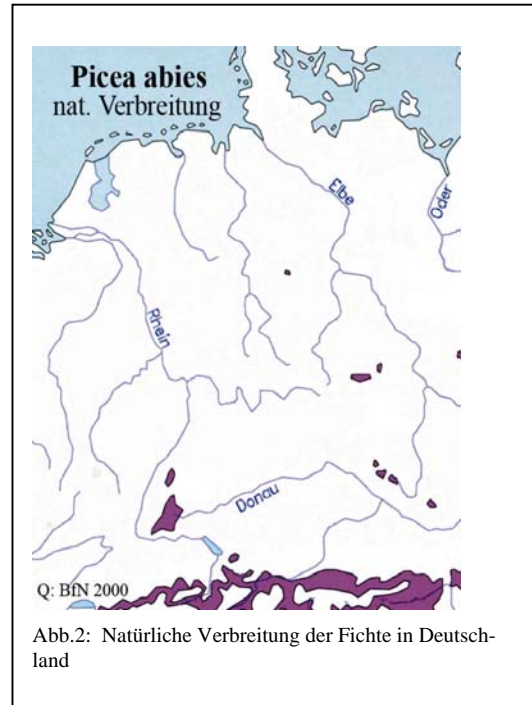 Picea abies
nat. Verbreitung
Elbe
Oder
Rhein
Donau
Q: BfN 2000
Abb.2: Natürliche Verbreitung der Fichte in Deutsch-
land